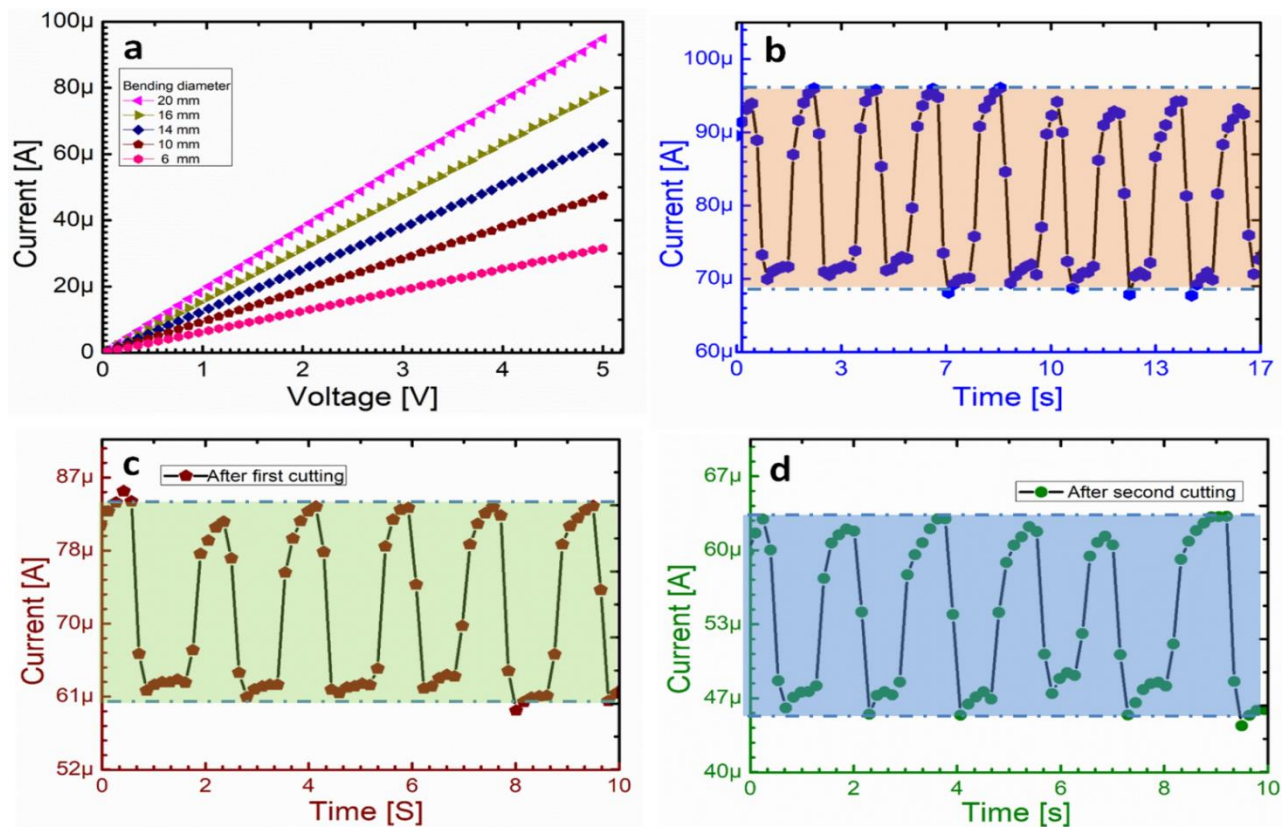 a
100µ
80µ
60µ
40µ
20µ
0
Current [A]
Bending diameter
20 mm
16 mm
14 mm
10 mm
6 mm
0 1 2 3 4 5
Voltage [V]
b
100µ
90µ
80µ
70µ
60µ
Current [A]
0 3 7 10 13 17
Time [s]
c
After first cutting
87µ
78µ
70µ
61µ
52µ
Current [A]
0 2 4 6 8 10
Time [S]
d
After second cutting
67µ
60µ
53µ
47µ
40µ
Current [A]
0 2 4 6 8 10
Time [s]